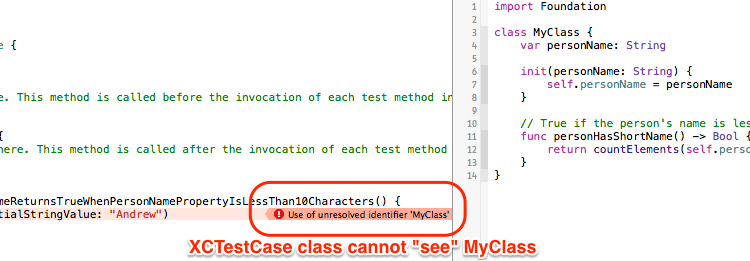 e {
e. This method is called before the invocation of each test method in
{
here. This method is called after the invocation of each test method
meReturnsTrueWhenPersonNamePropertyIsLessThan10Characters() {
tialStringValue: "Andrew") Use of unresolved identifier 'MyClass'
1 import Foundation
2
3 class MyClass {
4 var personName: String
5
6 init(personName: String) {
7 self.personName = personName
8 }
9
10 // True if the person's name is les
11 func personHasShortName() -> Bool {
12 return countElements(self.perso
13 }
14 }
XCTestCase class cannot "see" MyClass